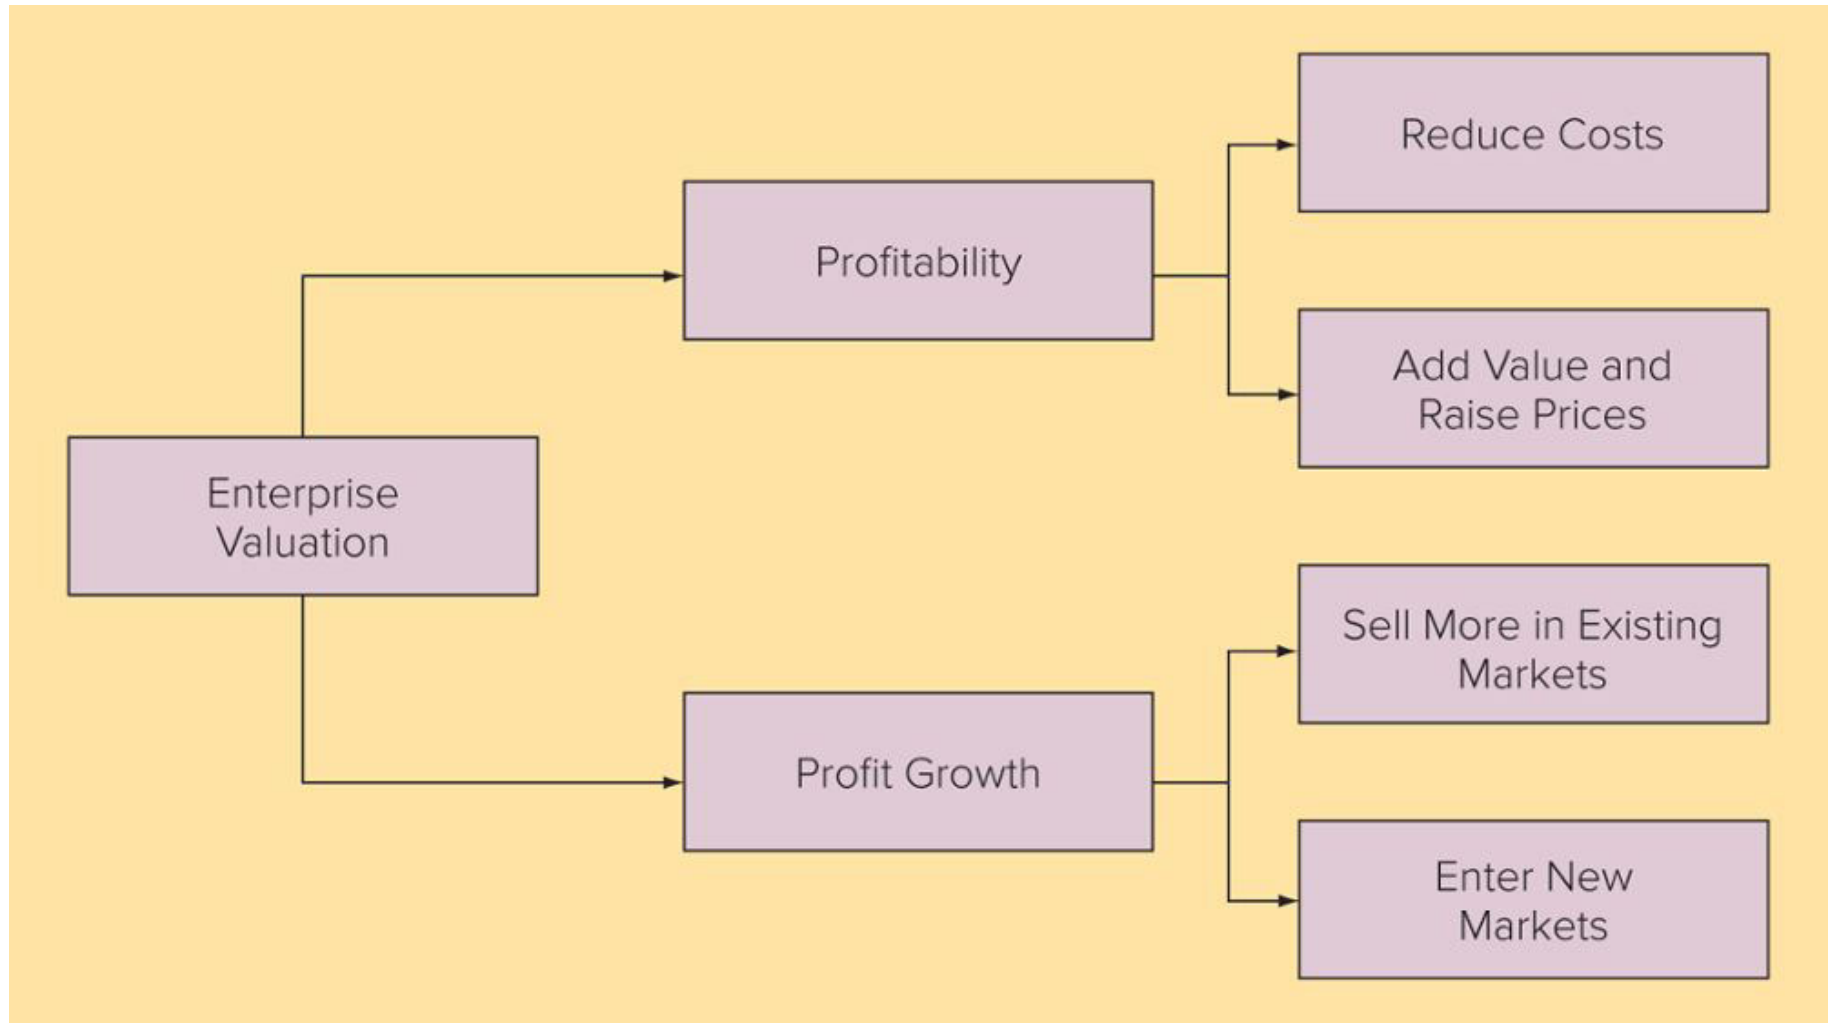 Enterprise
Valuation
Profitability
Reduce Costs
Add Value and
Raise Prices
Profit Growth
Sell More in Existing
Markets
Enter New
Markets